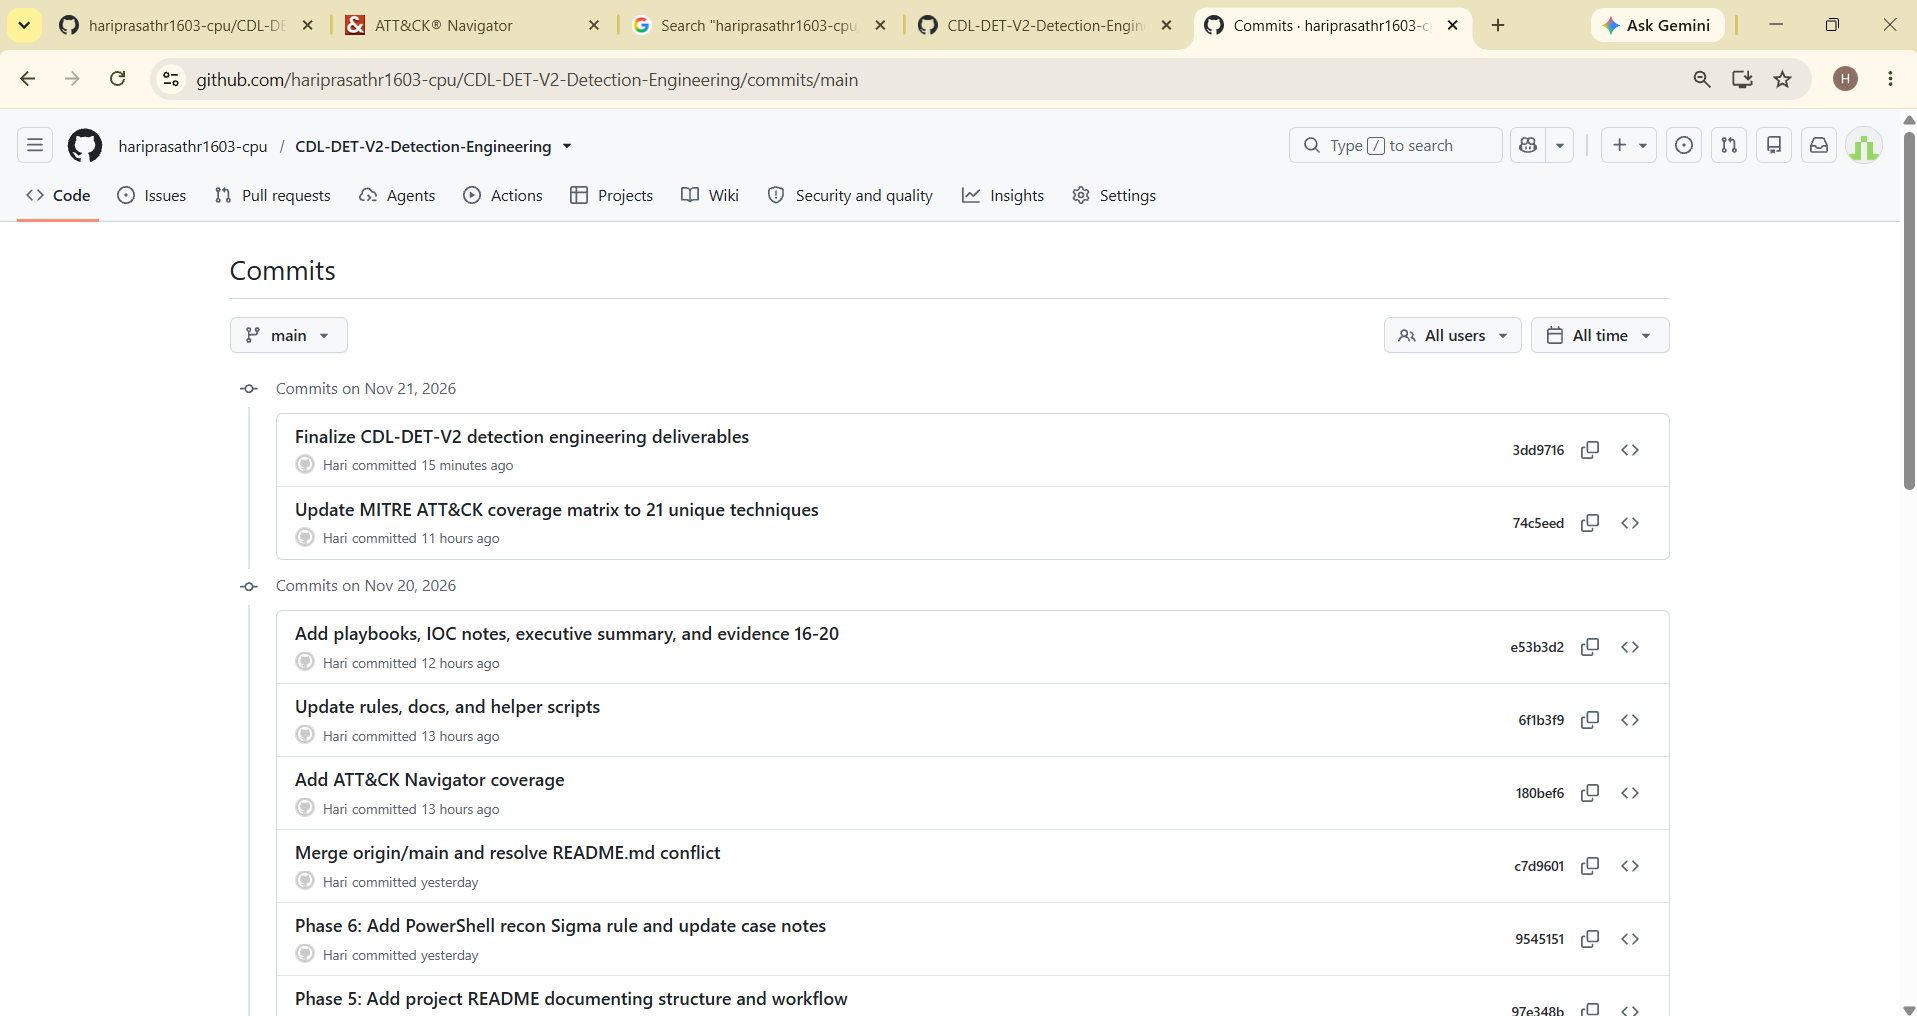 hariprasathr1603-cpu/CDL-DE
ATT&CK® Navigator
Search "hariprasathr1603-cpu
CDL-DET-V2-Detection-Engin
Commits · hariprasathr1603-c
Ask Gemini
github.com/hariprasathr1603-cpu/CDL-DET-V2-Detection-Engineering/commits/main
H
hariprasathr1603-cpu / CDL-DET-V2-Detection-Engineering
Type / to search
Code Issues Pull requests Agents Actions Projects Wiki Security and quality Insights Settings
Commits
main
All users
All time
Commits on Nov 21, 2026
Finalize CDL-DET-V2 detection engineering deliverables
Hari committed 15 minutes ago
3dd9716
Update MITRE ATT&CK coverage matrix to 21 unique techniques
Hari committed 11 hours ago
74c5eed
Commits on Nov 20, 2026
Add playbooks, IOC notes, executive summary, and evidence 16-20
Hari committed 12 hours ago
e53b3d2
Update rules, docs, and helper scripts
Hari committed 13 hours ago
6f1b3f9
Add ATT&CK Navigator coverage
Hari committed 13 hours ago
180bef6
Merge origin/main and resolve README.md conflict
Hari committed yesterday
c7d9601
Phase 6: Add PowerShell recon Sigma rule and update case notes
Hari committed yesterday
9545151
Phase 5: Add project README documenting structure and workflow
97e348b